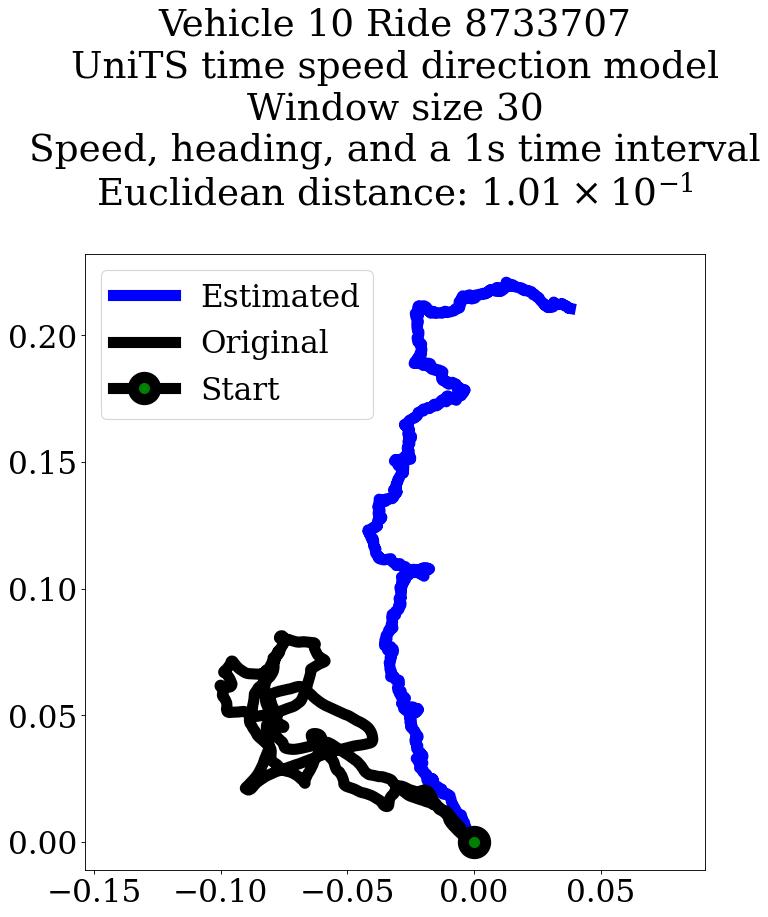 Vehicle 10 Ride 8733707
UniTS time speed direction model
Window size 30
Speed, heading, and a 1s time interval
Euclidean distance: 1.01 × 10⁻¹
Estimated
Original
Start
0.20
0.15
0.10
0.05
0.00
−0.15 −0.10 −0.05 0.00 0.05